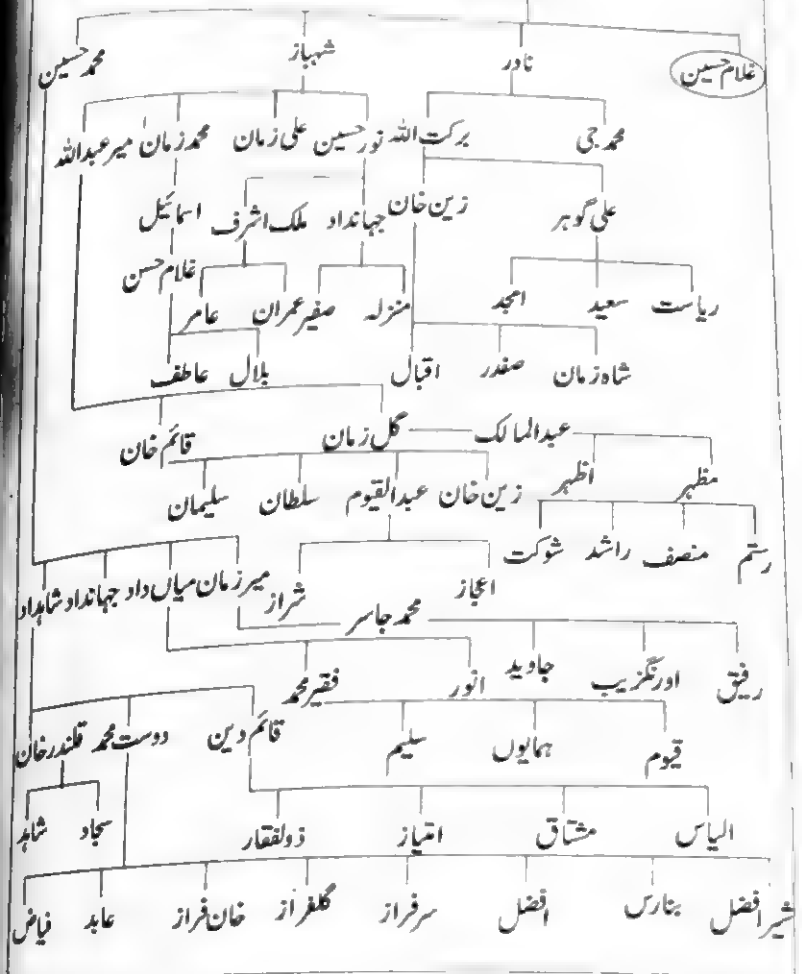 غلام حسین نادر شہباز محمد حسین
محمد جی برکت اللہ نور حسین علی زمان محمد زمان میر عبداللہ
علی گوہر زین خان جہانداد ملک اشرف اسمائیل
غلام حسن
ریاست سعید امجد منزلہ صفیر عمران عامر
شاہ زمان صفدر اقبال بلال عاطف
عبدالمالک گل زمان قائم خان
مظہر اظہر زین خان عبدالقیوم سلطان سلیمان
رستم منصف راشد شوکت
اعجاز شراز میر زمان میاں داد جہانداد شاہداد
محمد جاسر
رفیق اورنگزیب جاوید انور فقیر محمد
قیوم ہمایوں سلیم قائم دین دوست محمد قلندر خان
الیاس مشتاق امتیاز ذولفقار سجاد شاہد
شیر افضل بنارس افضل سرفراز گلفراز خان فراز عابد فیاض